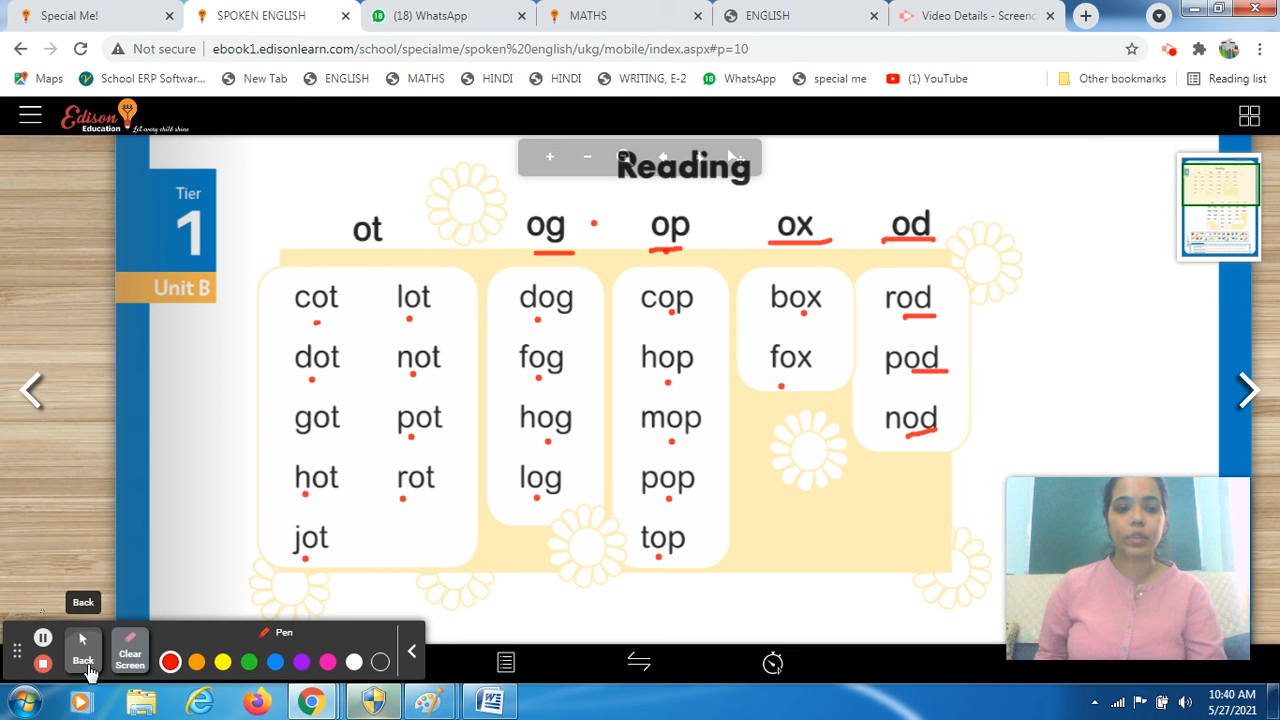 Special Me!
SPOKEN ENGLISH
(18) WhatsApp
MATHS
ENGLISH
Video Details - Screenc
Not secure
ebook1.edisonlearn.com/school/specialme/spoken%20english/ukg/mobile/index.aspx#p=10
Maps
School ERP Softwar...
New Tab
ENGLISH
MATHS
HINDI
HINDI
WRITING, E-2
WhatsApp
special me
(1) YouTube
Other bookmarks
Reading list
Edison
Education
Let every child shine
Reading
Tier
1
Unit B
ot og op ox od
cot lot dog cop box rod
dot not fog hop fox pod
got pot hog mop nod
hot rot log pop
jot top
Back
Pen
Back
Clear
Screen
10:40 AM
5/27/2021